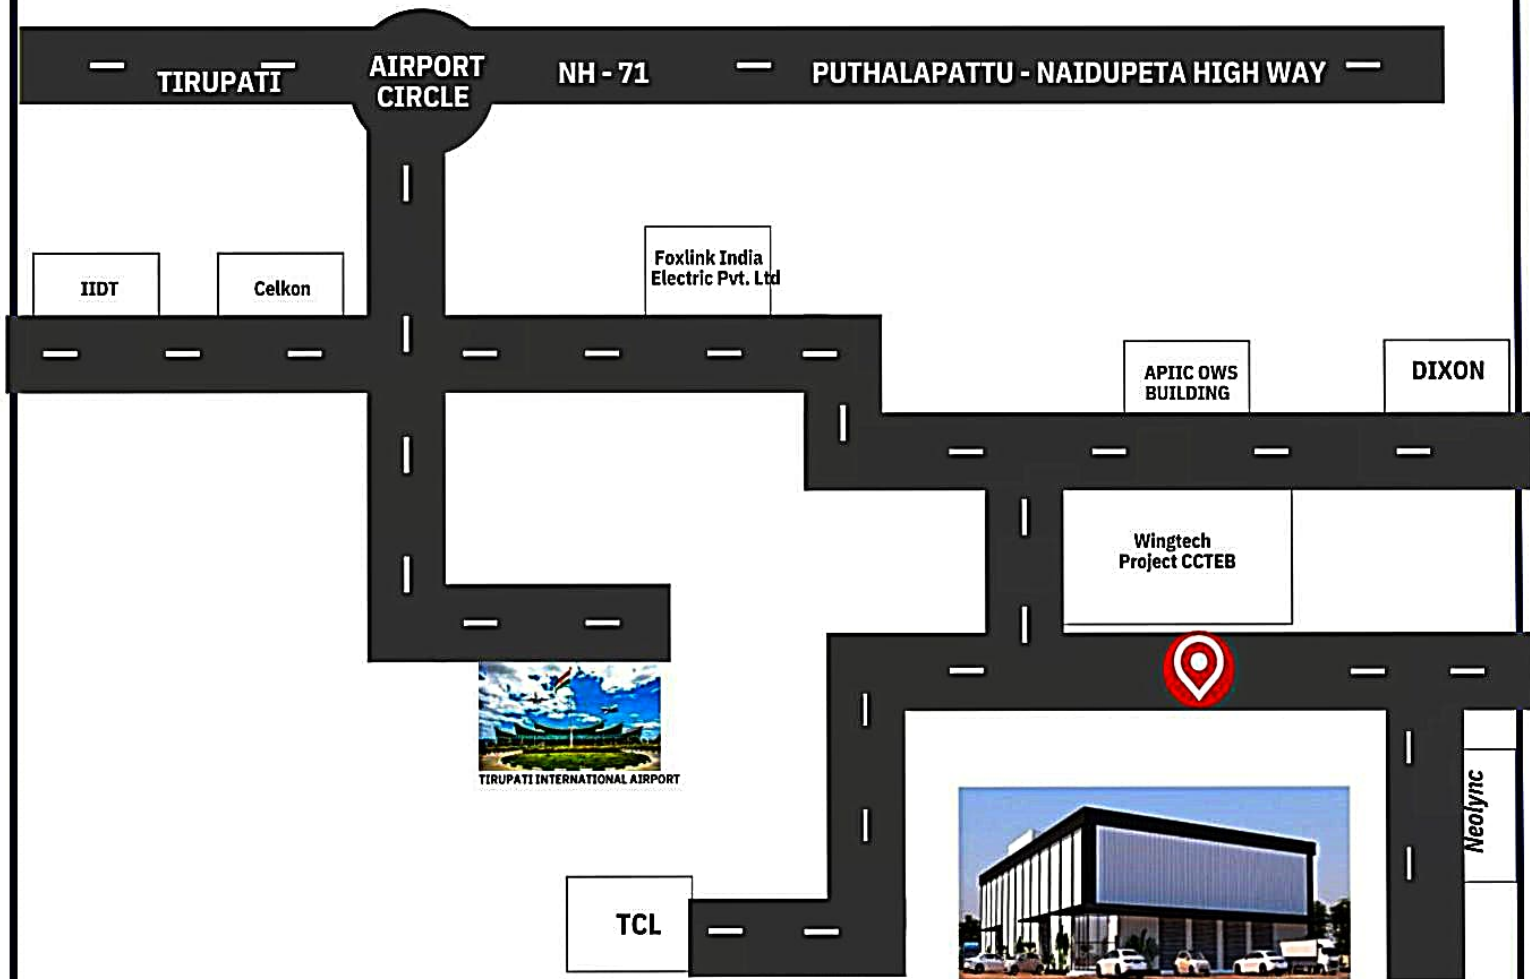 TIRUPATI
AIRPORT
CIRCLE
NH - 71
PUTHALAPATTU - NAIDUPETA HIGH WAY
IIDT
Celkon
Foxlink India
Electric Pvt. Ltd
APIIC OWS
BUILDING
DIXON
Wingtech
Project CCTEB
TIRUPATI INTERNATIONAL AIRPORT
Neolync
TCL